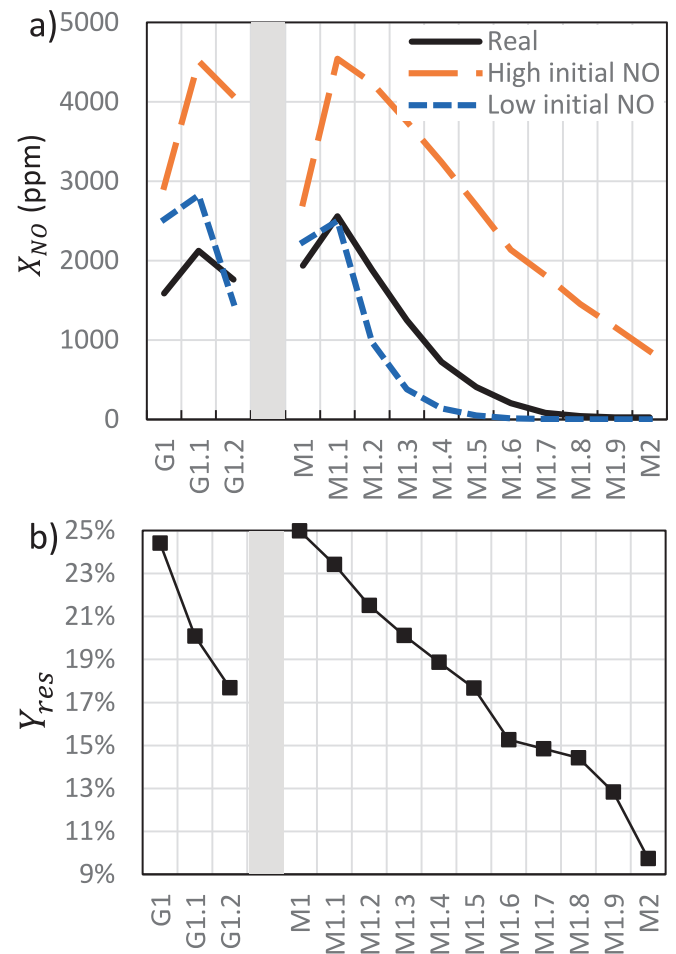 a)
5000
4000
3000
2000
1000
0
X_NO (ppm)
Real
High initial NO
Low initial NO
G1
G1.1
G1.2
M1
M1.1
M1.2
M1.3
M1.4
M1.5
M1.6
M1.7
M1.8
M1.9
M2
b)
25%
23%
21%
19%
17%
15%
13%
11%
9%
Y_res
G1
G1.1
G1.2
M1
M1.1
M1.2
M1.3
M1.4
M1.5
M1.6
M1.7
M1.8
M1.9
M2